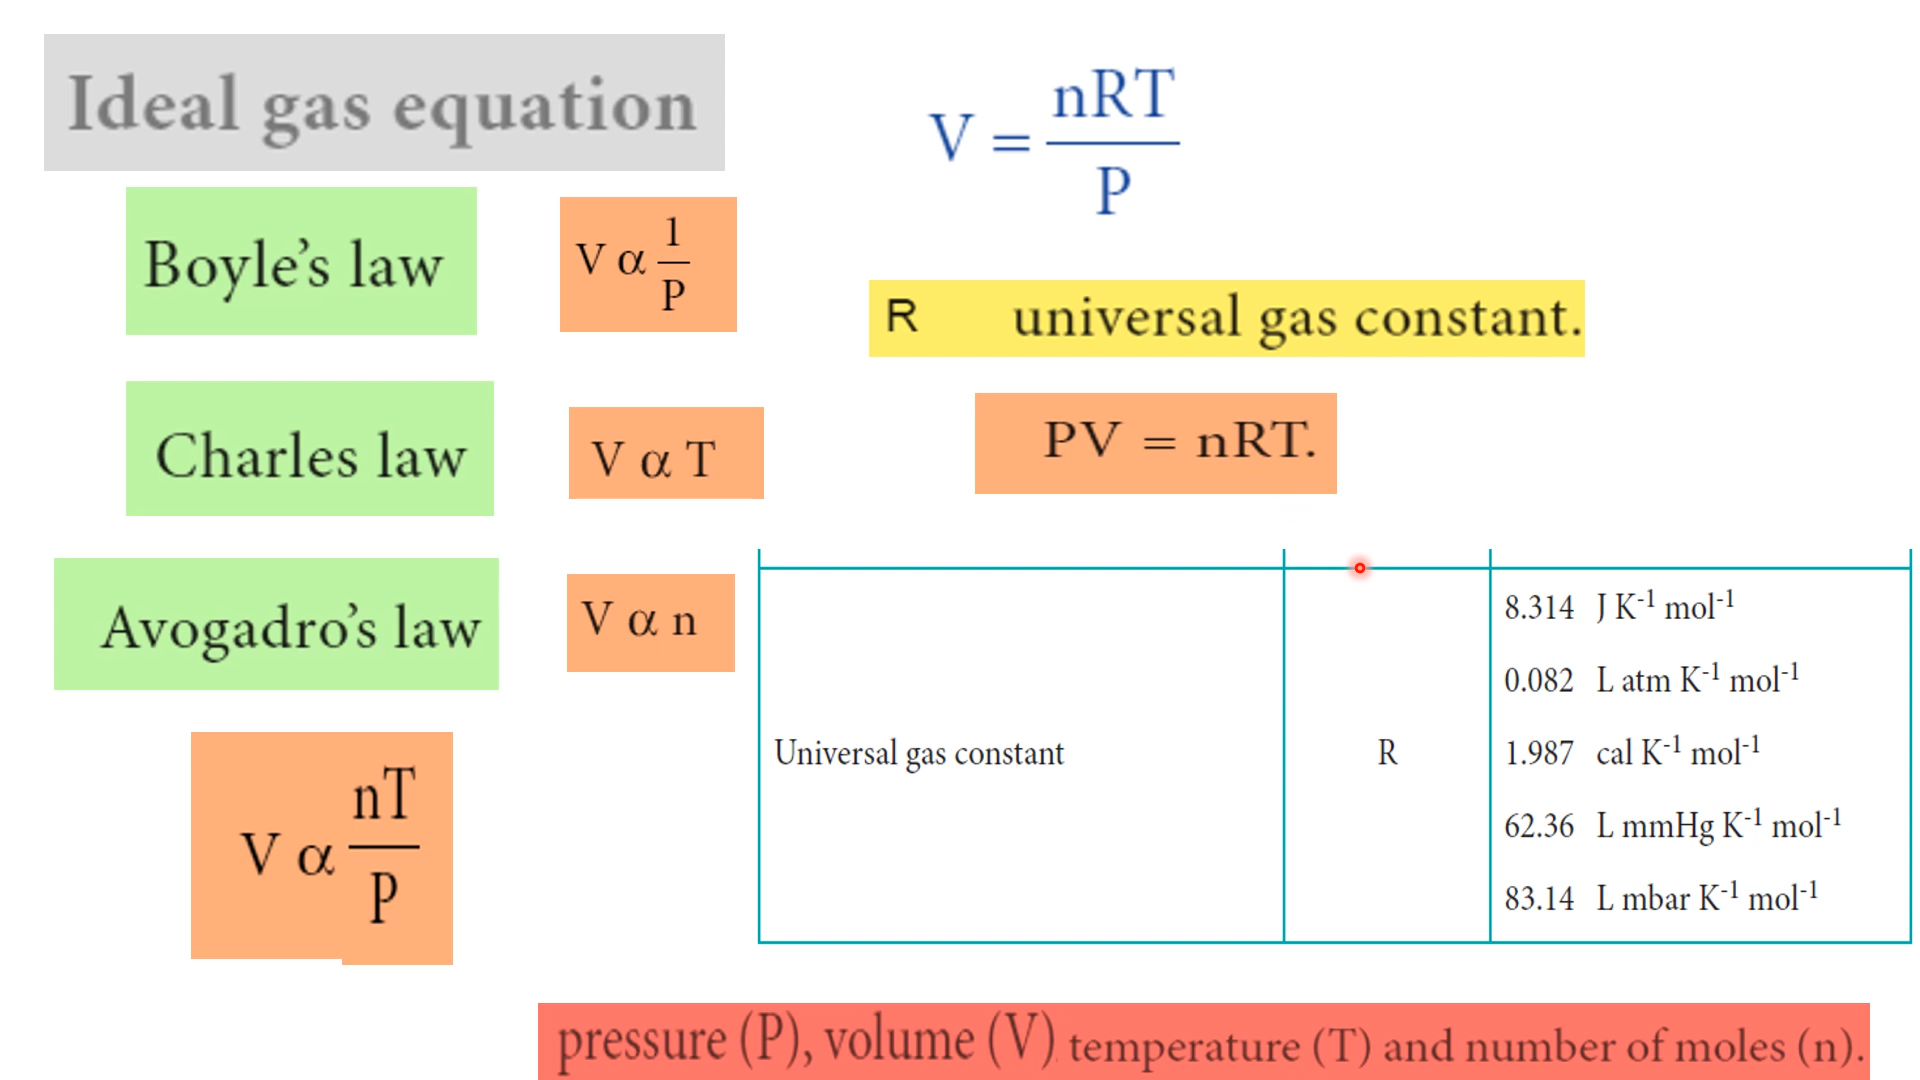 Ideal gas equation
Boyle's law
V α 1/P
Charles law
V α T
Avogadro's law
V α n
V α nT/P
V = nRT/P
R universal gas constant.
PV = nRT.
Universal gas constant
R
8.314 J K⁻¹ mol⁻¹
0.082 L atm K⁻¹ mol⁻¹
1.987 cal K⁻¹ mol⁻¹
62.36 L mmHg K⁻¹ mol⁻¹
83.14 L mbar K⁻¹ mol⁻¹
pressure (P), volume (V) temperature (T) and number of moles (n).